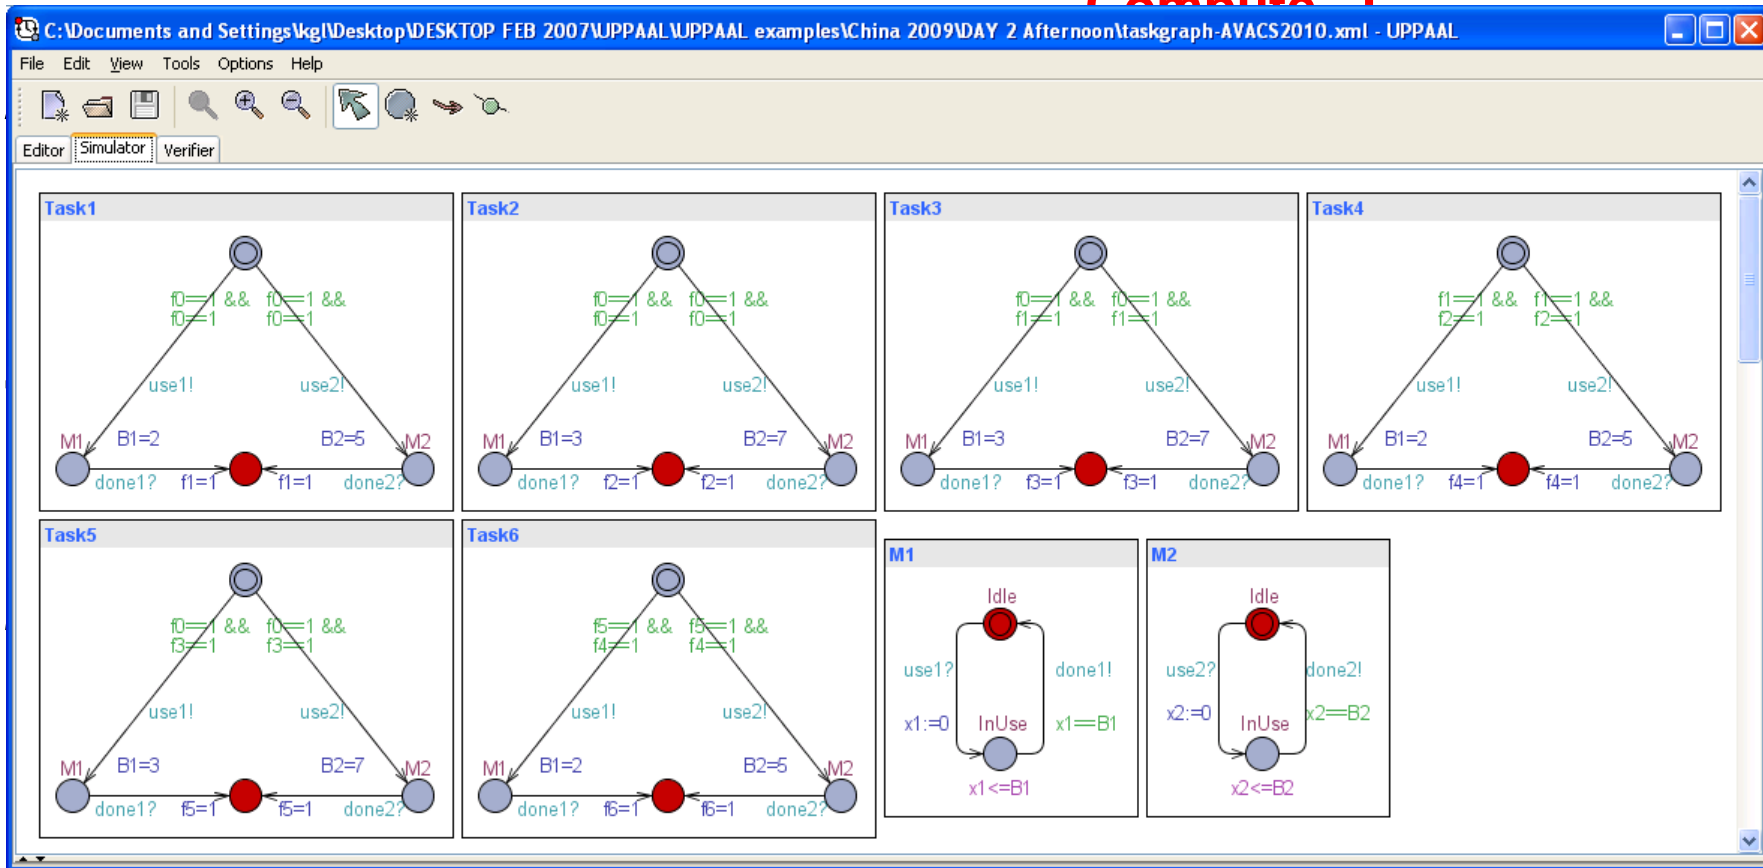 Compute
C:\Documents and Settings\kgl\Desktop\DESKTOP FEB 2007\UPPAAL\UPPAAL examples\China 2009\DAY 2 Afternoon\taskgraph-AVACS2010.xml - UPPAAL
File Edit View Tools Options Help
Editor Simulator Verifier
Task1
f0==1 && f0==1 &&
f0==1 f0==1
use1! use2!
M1 B1=2 B2=5 M2
done1? f1=1 f1=1 done2?
Task2
f0==1 && f0==1 &&
f0==1 f0==1
use1! use2!
M1 B1=3 B2=7 M2
done1? f2=1 f2=1 done2?
Task3
f0==1 && f0==1 &&
f1==1 f1==1
use1! use2!
M1 B1=3 B2=7 M2
done1? f3=1 f3=1 done2?
Task4
f1==1 && f1==1 &&
f2==1 f2==1
use1! use2!
M1 B1=2 B2=5 M2
done1? f4=1 f4=1 done2?
Task5
f0==1 && f0==1 &&
f3==1 f3==1
use1! use2!
M1 B1=3 B2=7 M2
done1? f5=1 f5=1 done2?
Task6
f5==1 && f5==1 &&
f4==1 f4==1
use1! use2!
M1 B1=2 B2=5 M2
done1? f6=1 f6=1 done2?
M1
Idle
use1? done1!
x1:=0 InUse x1==B1
x1<=B1
M2
Idle
use2? done2!
x2:=0 InUse x2==B2
x2<=B2